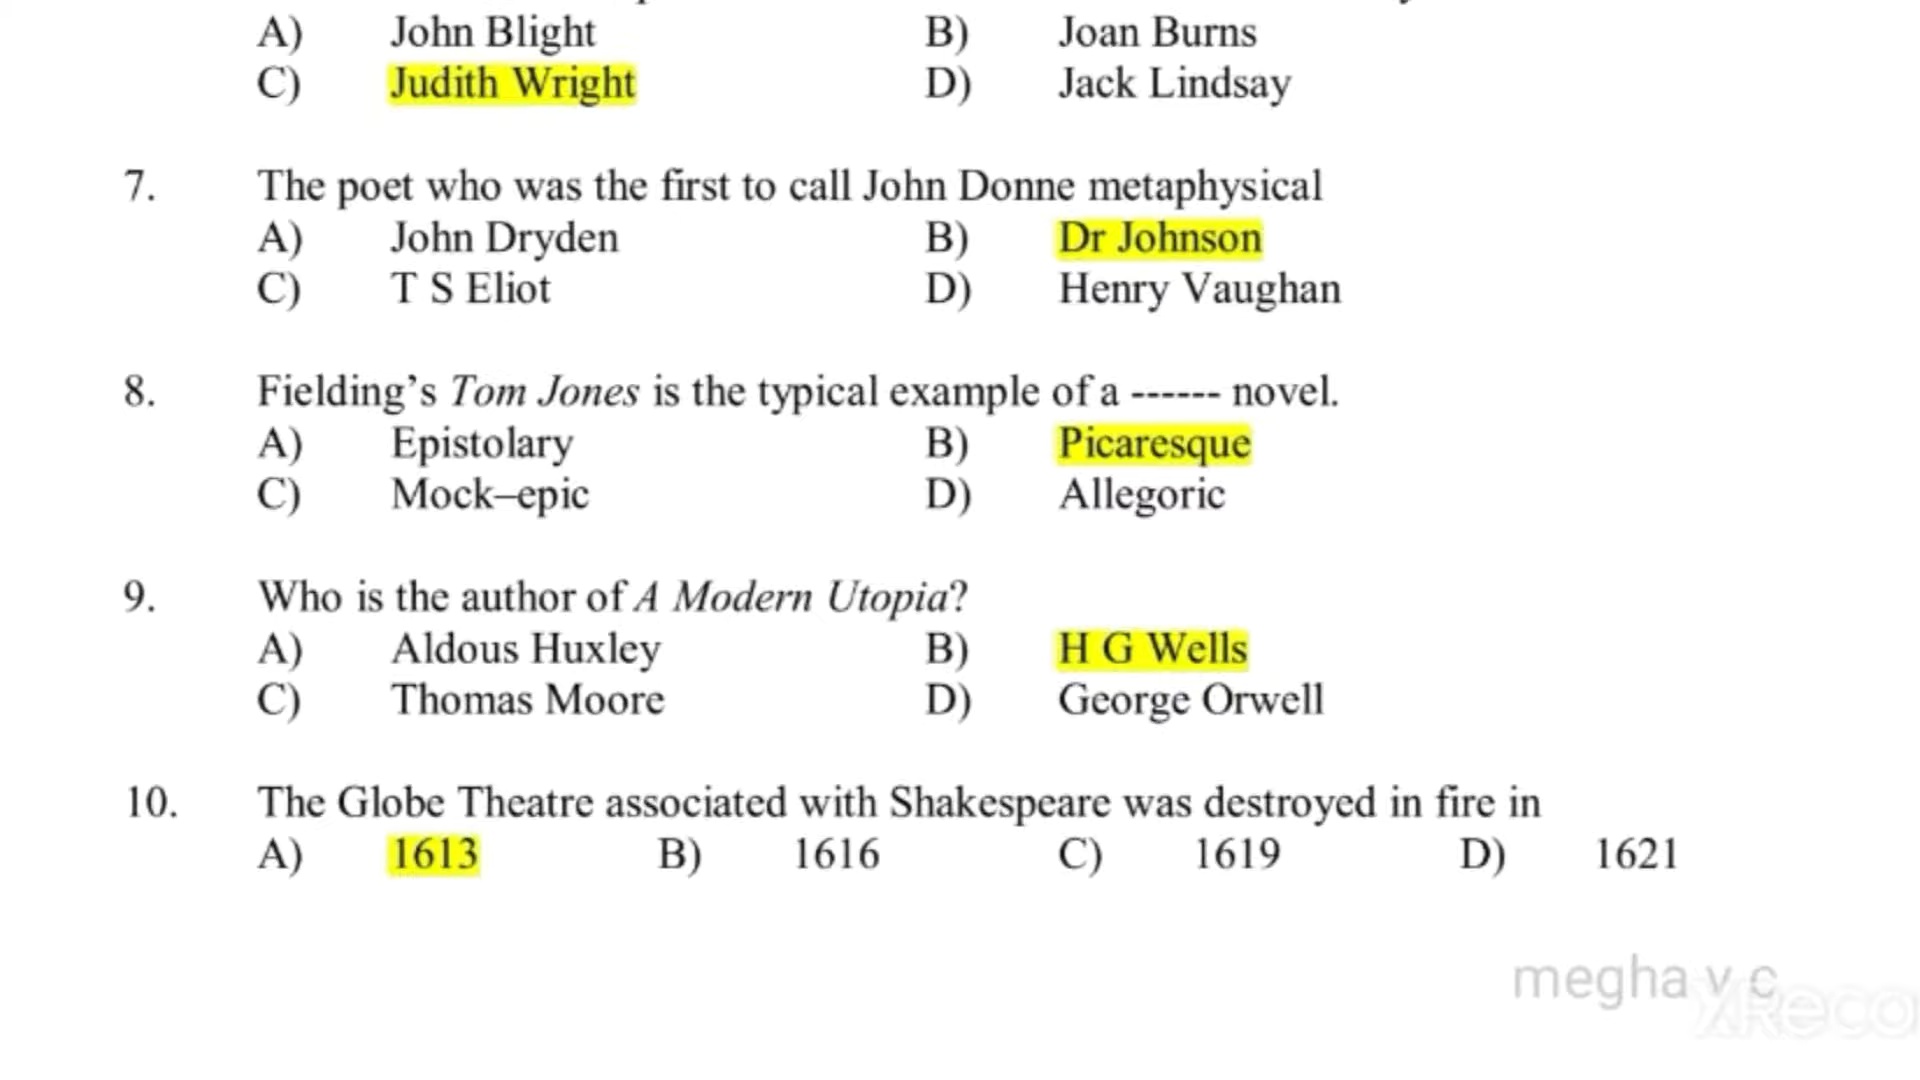 A) John Blight B) Joan Burns
C) Judith Wright D) Jack Lindsay
7. The poet who was the first to call John Donne metaphysical
A) John Dryden B) Dr Johnson
C) T S Eliot D) Henry Vaughan
8. Fielding’s Tom Jones is the typical example of a ------ novel.
A) Epistolary B) Picaresque
C) Mock–epic D) Allegoric
9. Who is the author of A Modern Utopia?
A) Aldous Huxley B) H G Wells
C) Thomas Moore D) George Orwell
10. The Globe Theatre associated with Shakespeare was destroyed in fire in
A) 1613 B) 1616 C) 1619 D) 1621
megha v c